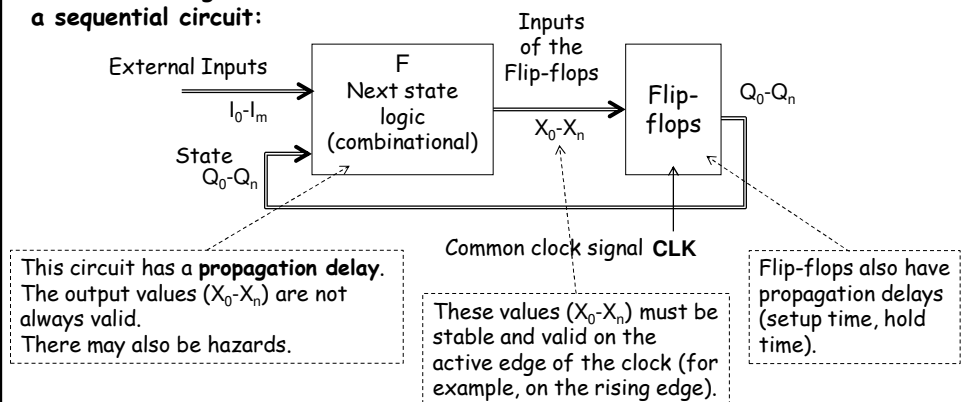 a sequential circuit:
External Inputs
I₀-Iₘ
State
Q₀-Qₙ
F
Next state
logic
(combinational)
Inputs
of the
Flip-flops
X₀-Xₙ
Flip-
flops
Q₀-Qₙ
Common clock signal CLK
This circuit has a propagation delay.
The output values (X₀-Xₙ) are not
always valid.
There may also be hazards.
These values (X₀-Xₙ) must be
stable and valid on the
active edge of the clock (for
example, on the rising edge).
Flip-flops also have
propagation delays
(setup time, hold
time).